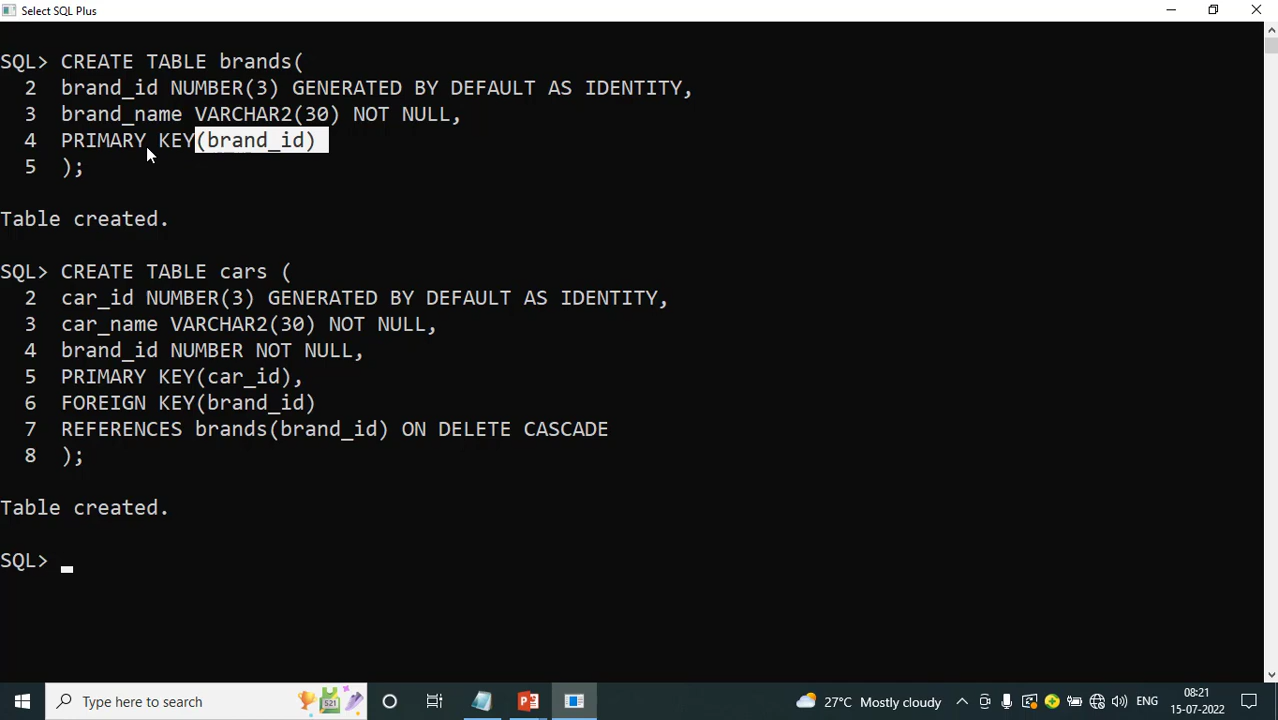 Select SQL Plus
SQL> CREATE TABLE brands(
2 brand_id NUMBER(3) GENERATED BY DEFAULT AS IDENTITY,
3 brand_name VARCHAR2(30) NOT NULL,
4 PRIMARY KEY(brand_id)
5 );
Table created.
SQL> CREATE TABLE cars (
2 car_id NUMBER(3) GENERATED BY DEFAULT AS IDENTITY,
3 car_name VARCHAR2(30) NOT NULL,
4 brand_id NUMBER NOT NULL,
5 PRIMARY KEY(car_id),
6 FOREIGN KEY(brand_id)
7 REFERENCES brands(brand_id) ON DELETE CASCADE
8 );
Table created.
SQL> _
Type here to search
521
27°C Mostly cloudy
ENG
08:21
15-07-2022